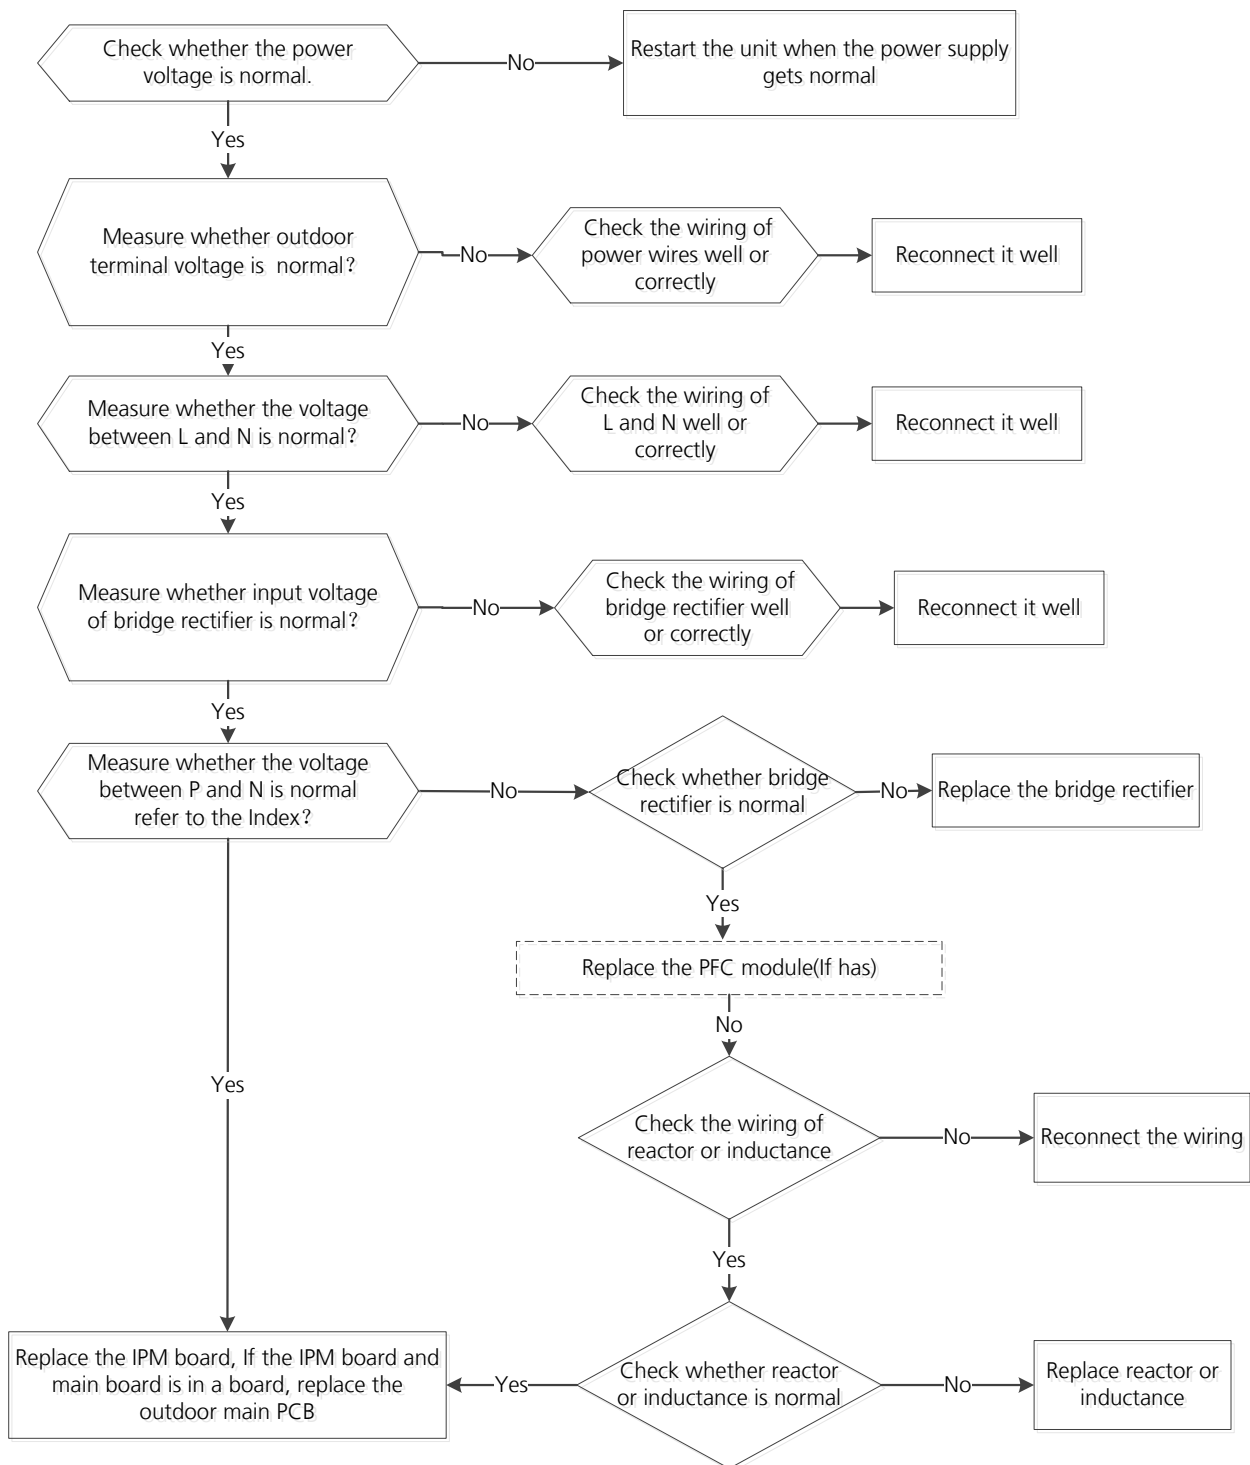 Check whether the power
voltage is normal.
No
Restart the unit when the power supply
gets normal
Yes
Measure whether outdoor
terminal voltage is  normal？
No
Check the wiring of
power wires well or
correctly
Reconnect it well
Yes
Measure whether the voltage
between L and N is normal？
No
Check the wiring of
L and N well or
correctly
Reconnect it well
Yes
Measure whether input voltage
of bridge rectifier is normal？
No
Check the wiring of
bridge rectifier well
or correctly
Reconnect it well
Yes
Measure whether the voltage
between P and N is normal
refer to the Index？
No
Check whether bridge
rectifier is normal
No
Replace the bridge rectifier
Yes
Replace the PFC module(If has)
No
Check the wiring of
reactor or inductance
No
Reconnect the wiring
Yes
Yes
Check whether reactor
or inductance is normal
No
Replace reactor or
inductance
Yes
Replace the IPM board, If the IPM board and
main board is in a board, replace the
outdoor main PCB